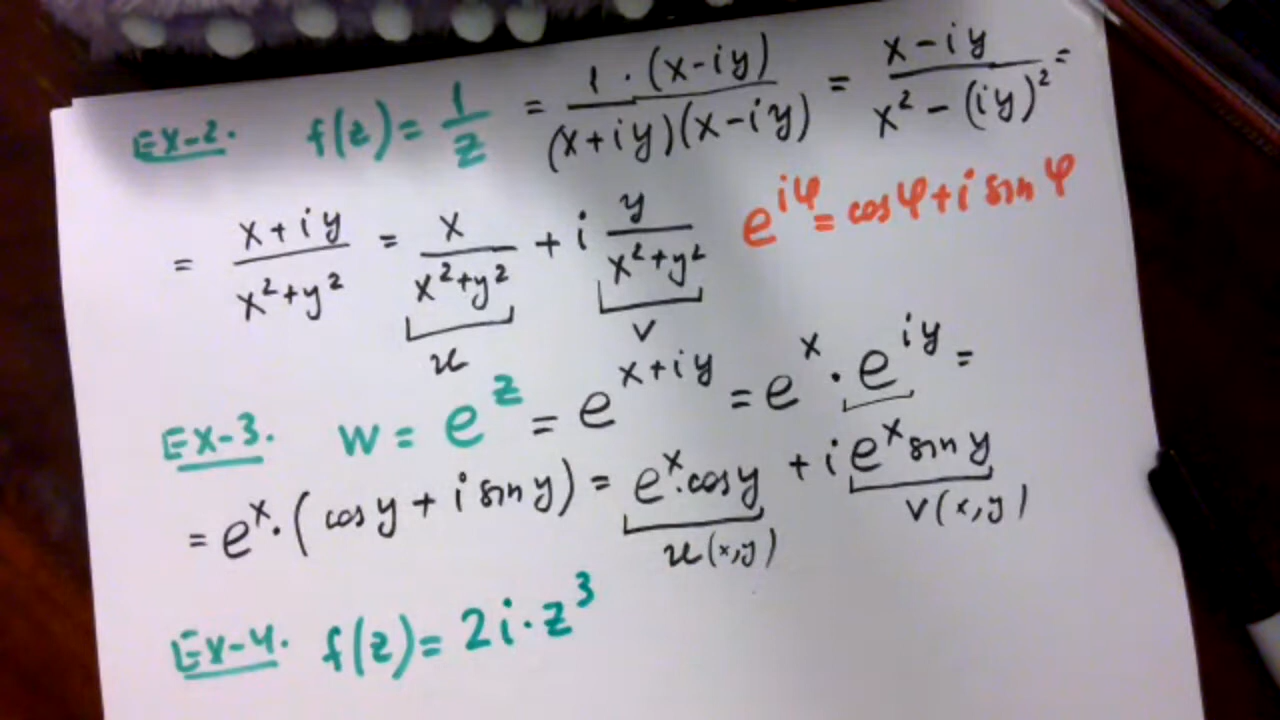 Ex-2. f(z) = 1/z = 1·(x-iy)/(x+iy)(x-iy) = x-iy/x²-(iy)² =
= x+iy/x²+y² = x/x²+y² + i y/x²+y² e^{iφ} = cos φ + i sin φ
u v
Ex-3. w = e^z = e^{x+iy} = e^x · e^{iy} =
= e^x · (cos y + i sin y) = e^x · cos y + i e^x sin y
u(x,y) v(x,y)
Ex-4. f(z) = 2i · z³